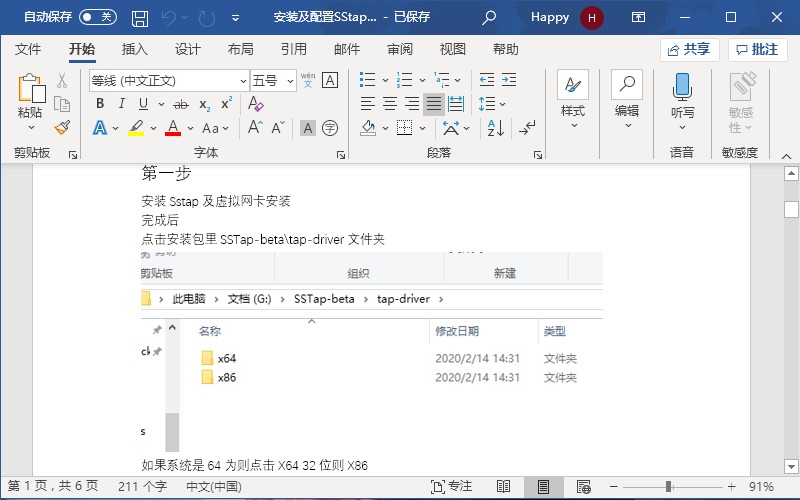 自动保存 关 安装及配置SStap... - 已保存 Happy H
文件 开始 插入 设计 布局 引用 邮件 审阅 视图 帮助 共享 批注
粘贴 等线 (中文正文) 五号 wén 文 A 样式 编辑 听写 敏感性
B I U ab x₂ x² A
A A Aa A A A 字
剪贴板 字体 段落 语音 敏感度
第一步
安装 Sstap 及虚拟网卡安装
完成后
点击安装包里 SSTap-beta\tap-driver 文件夹
剪贴板 组织 新建
此电脑 › 文档 (G:) › SSTap-beta › tap-driver ›
名称 修改日期 类型
ck x64 2020/2/14 14:31 文件夹
x86 2020/2/14 14:31 文件夹
s
如果系统是 64 为则点击 X64 32 位则 X86
第 1 页，共 6 页 211 个字 中文(中国) 专注 91%